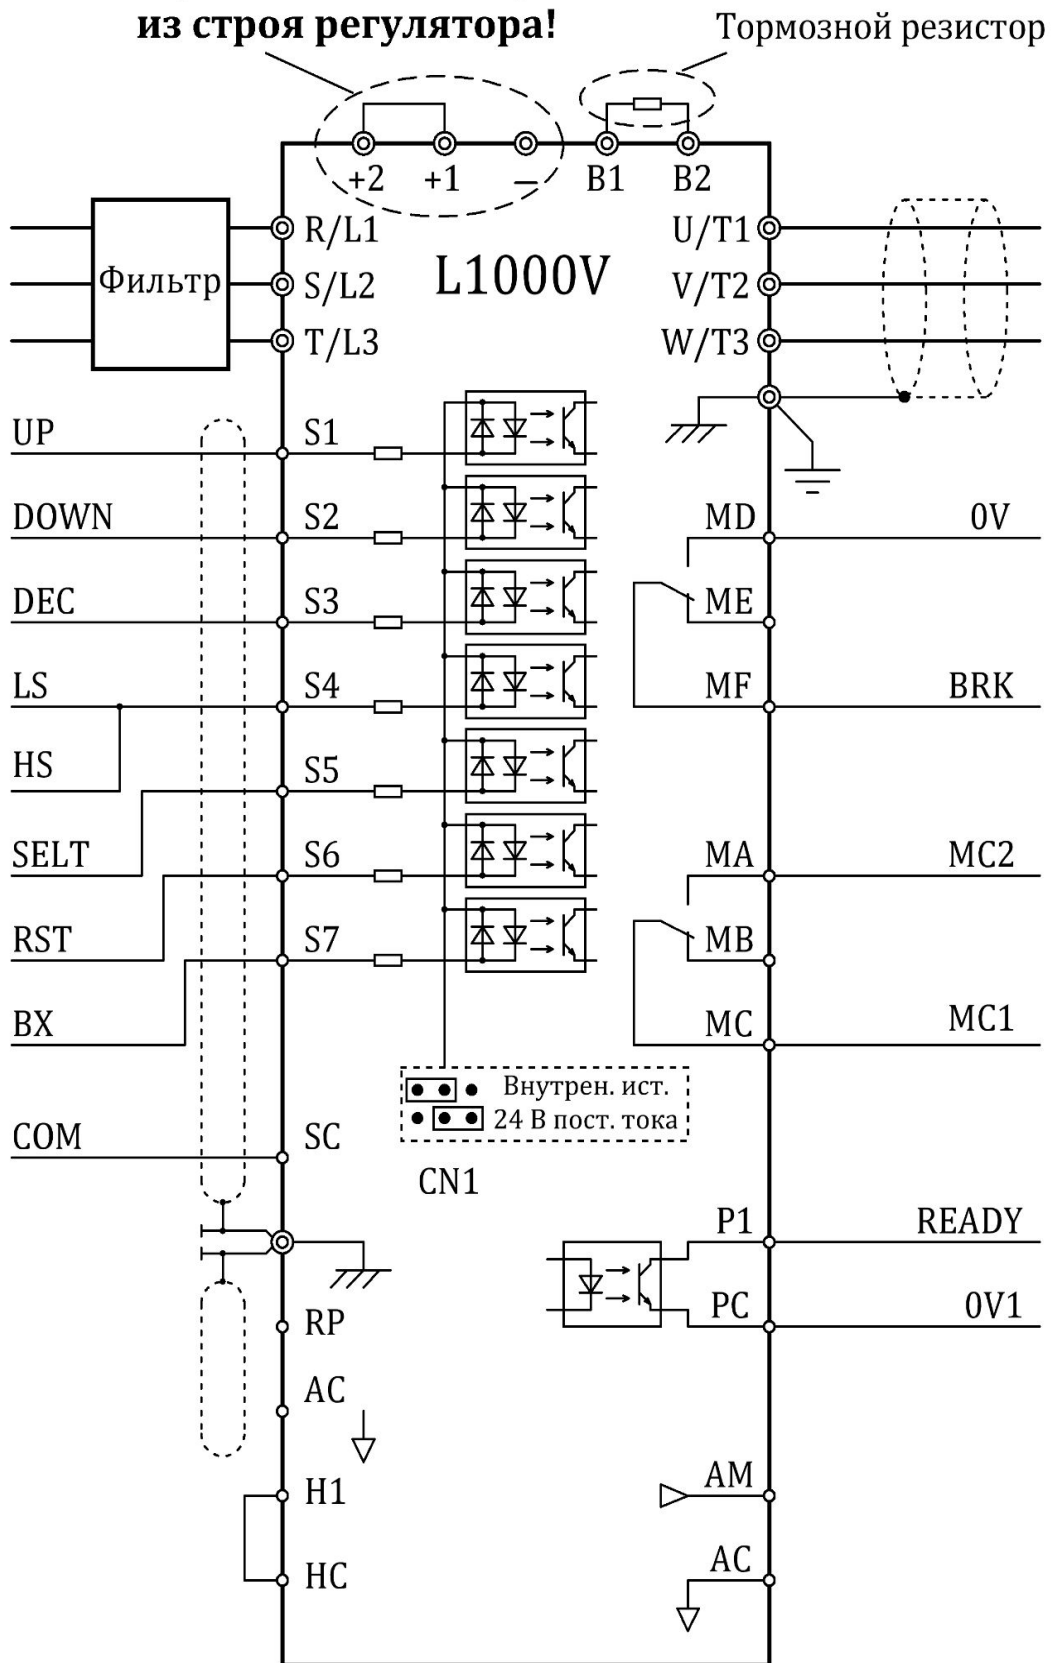 из строя регулятора!
Тормозной резистор
+2 +1 − B1 B2
R/L1 U/T1
Фильтр S/L2 L1000V V/T2
T/L3 W/T3
UP S1
DOWN S2 MD 0V
DEC S3 ME
LS S4 MF BRK
HS S5
SELT S6 MA MC2
RST S7 MB
BX MC MC1
Внутрен. ист.
24 В пост. тока
COM SC
CN1
P1 READY
PC 0V1
RP
AC
H1 AM
HC AC